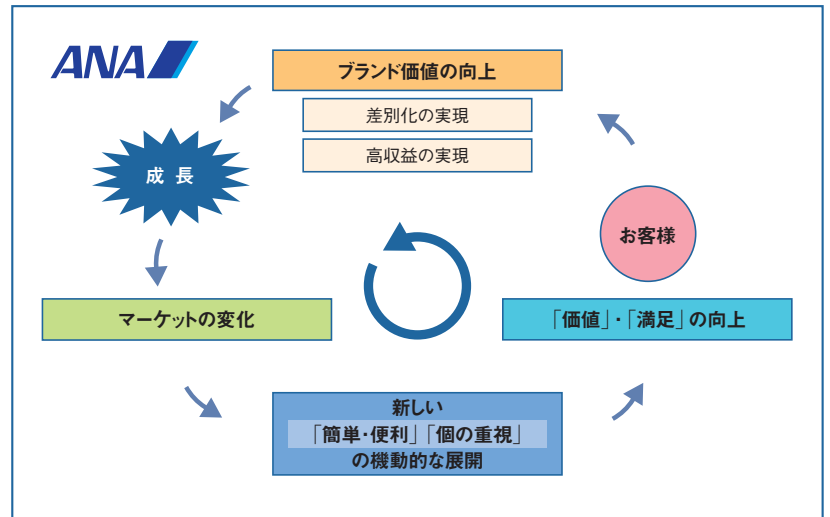 ANA
ブランド価値の向上
差別化の実現
高収益の実現
成長
お客様
マーケットの変化
「価値」・「満足」の向上
新しい
「簡単・便利」「個の重視」
の機動的な展開